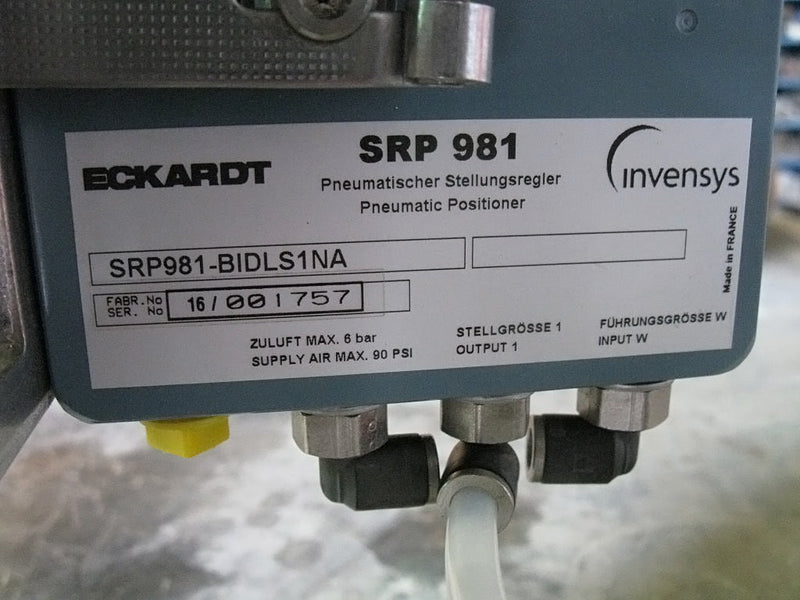 ECKARDT
SRP 981
invensys
Pneumatischer Stellungsregler
Pneumatic Positioner
SRP981-BIDLS1NA
Made in FRANCE
FABR.No
SER. No
16/001757
ZULUFT MAX. 6 bar
SUPPLY AIR MAX. 90 PSI
STELLGRÖSSE 1
OUTPUT 1
FÜHRUNGSGRÖSSE W
INPUT W